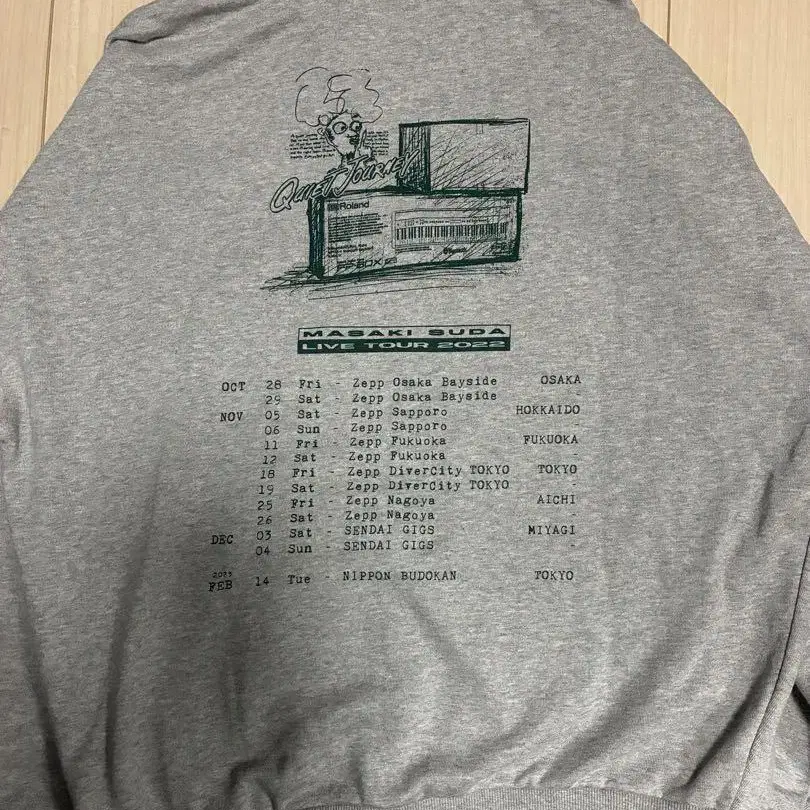 QUIET JOURNEY
Roland
MASAKI SUDA
LIVE TOUR 2022
OCT 28 Fri - Zepp Osaka Bayside OSAKA
29 Sat - Zepp Osaka Bayside -
NOV 05 Sat - Zepp Sapporo HOKKAIDO
06 Sun - Zepp Sapporo -
11 Fri - Zepp Fukuoka FUKUOKA
12 Sat - Zepp Fukuoka -
18 Fri - Zepp DiverCity TOKYO TOKYO
19 Sat - Zepp DiverCity TOKYO -
25 Fri - Zepp Nagoya AICHI
26 Sat - Zepp Nagoya -
DEC 03 Sat - SENDAI GIGS MIYAGI
04 Sun - SENDAI GIGS -
2023
FEB 14 Tue - NIPPON BUDOKAN TOKYO